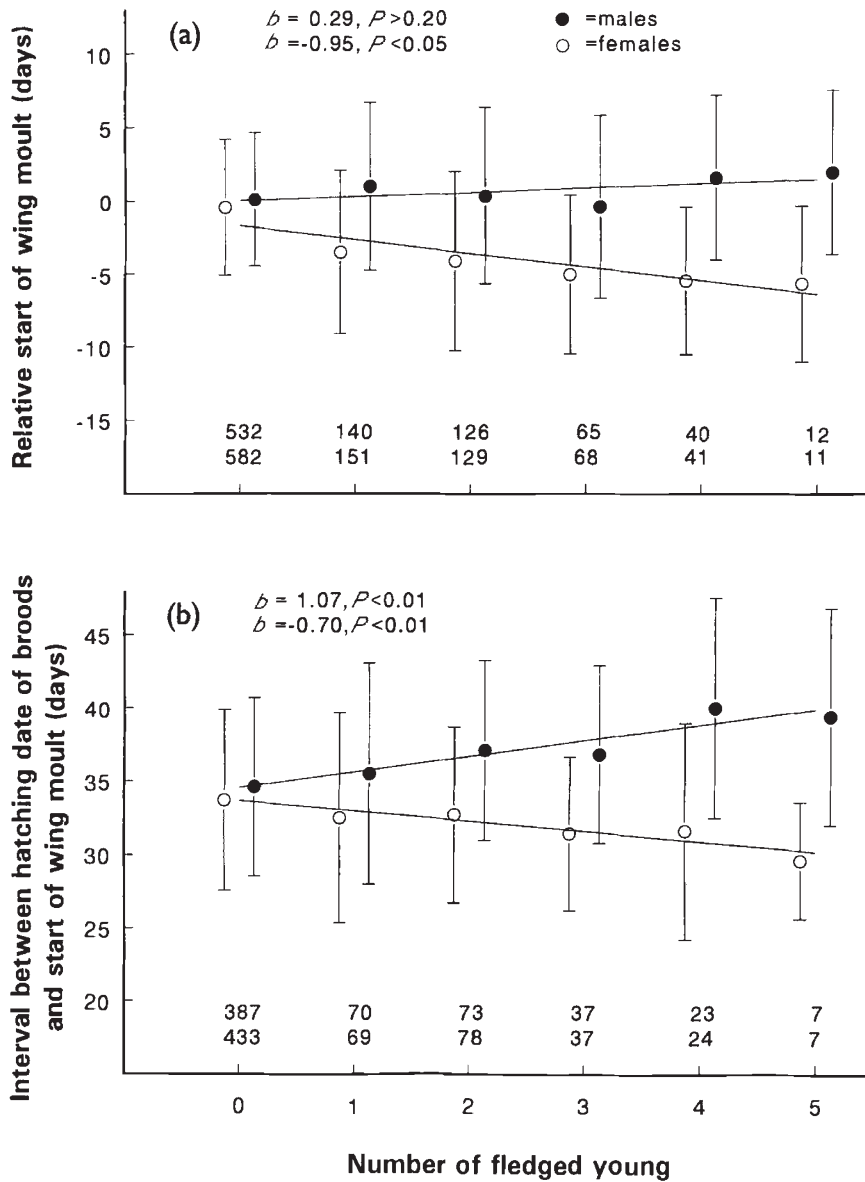 (a)
b = 0.29, P>0.20
b=-0.95, P<0.05
● =males
○ =females
Relative start of wing moult (days)
10
5
0
-5
-10
-15
532 140 126 65 40 12
582 151 129 68 41 11
(b)
b = 1.07, P<0.01
b =-0.70, P<0.01
Interval between hatching date of broods
and start of wing moult (days)
45
40
35
30
25
20
387 70 73 37 23 7
433 69 78 37 24 7
0 1 2 3 4 5
Number of fledged young